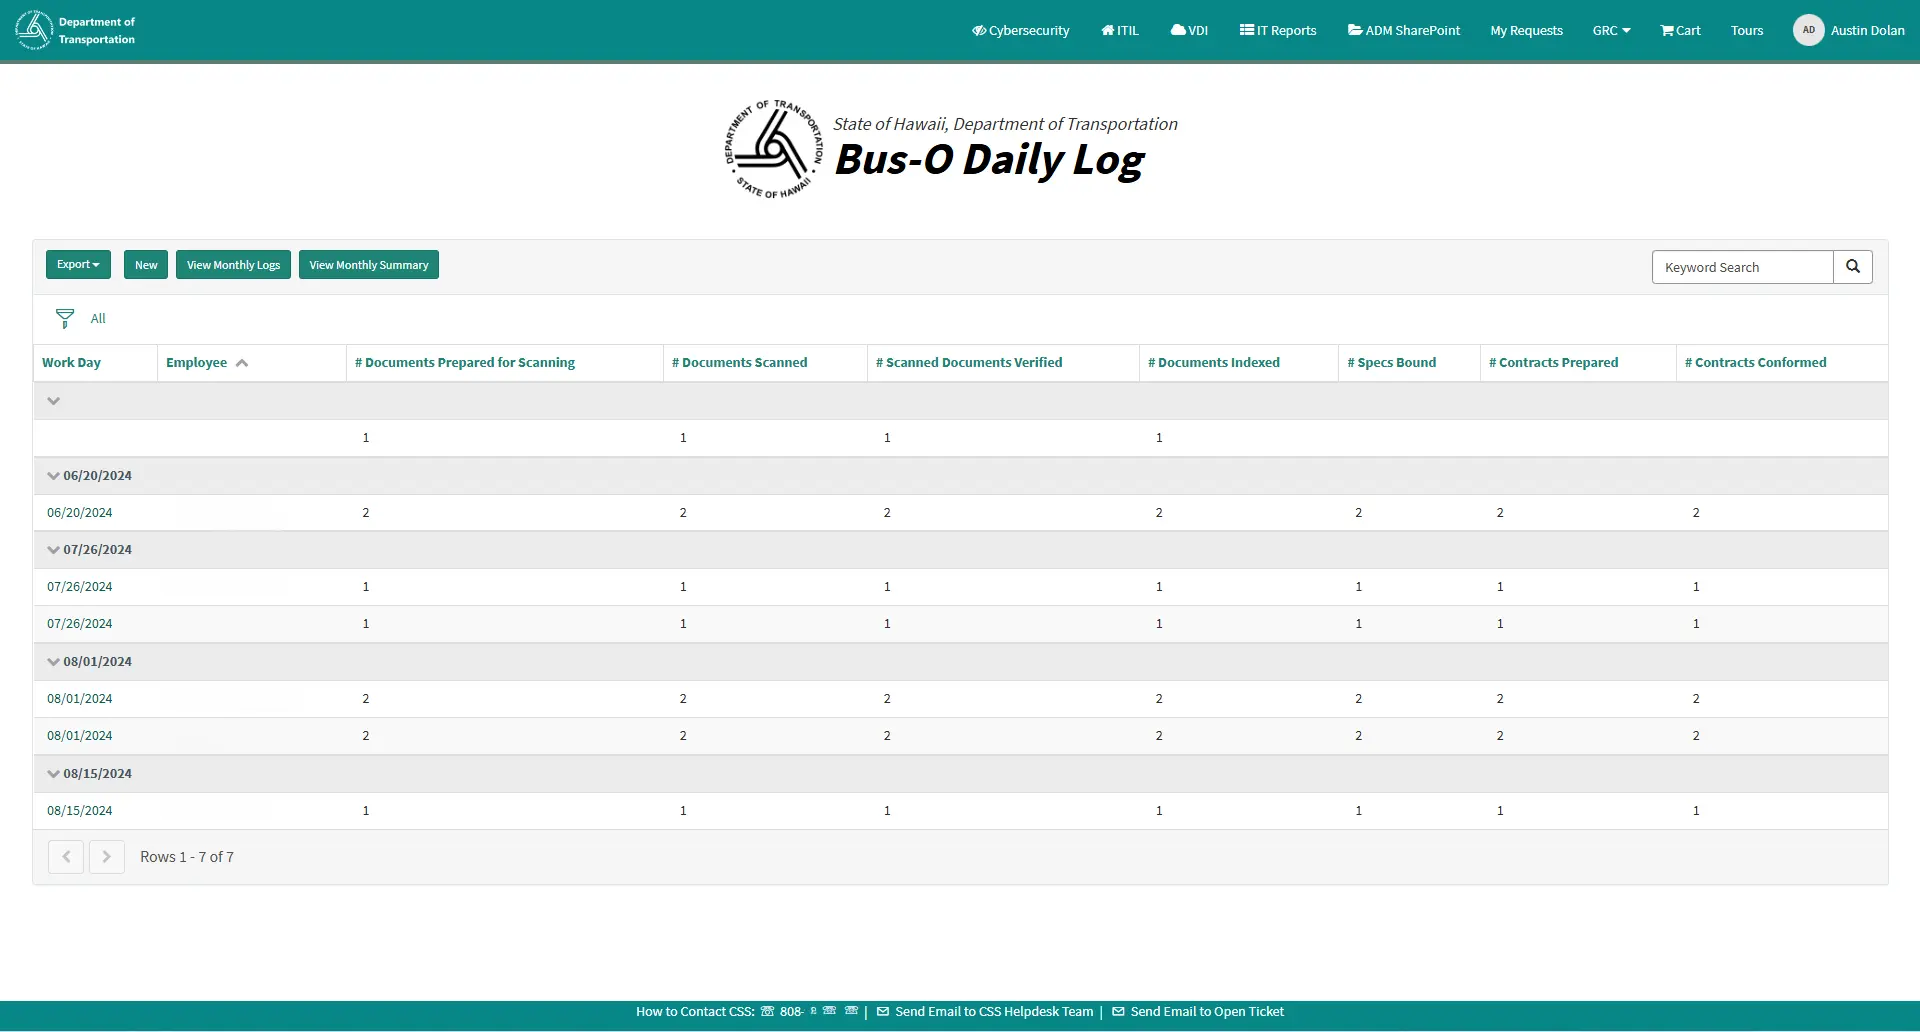 Department of
Transportation
Cybersecurity ITIL VDI IT Reports ADM SharePoint My Requests GRC Cart Tours AD Austin Dolan
DEPARTMENT OF TRANSPORTATION
STATE OF HAWAII
State of Hawaii, Department of Transportation
Bus-O Daily Log
Export New View Monthly Logs View Monthly Summary Keyword Search
All
Work Day Employee # Documents Prepared for Scanning # Documents Scanned # Scanned Documents Verified # Documents Indexed # Specs Bound # Contracts Prepared # Contracts Conformed
1 1 1 1
06/20/2024
06/20/2024 2 2 2 2 2 2 2
07/26/2024
07/26/2024 1 1 1 1 1 1 1
07/26/2024 1 1 1 1 1 1 1
08/01/2024
08/01/2024 2 2 2 2 2 2 2
08/01/2024 2 2 2 2 2 2 2
08/15/2024
08/15/2024 1 1 1 1 1 1 1
Rows 1 - 7 of 7
How to Contact CSS: ☏ 808- | Send Email to CSS Helpdesk Team | Send Email to Open Ticket